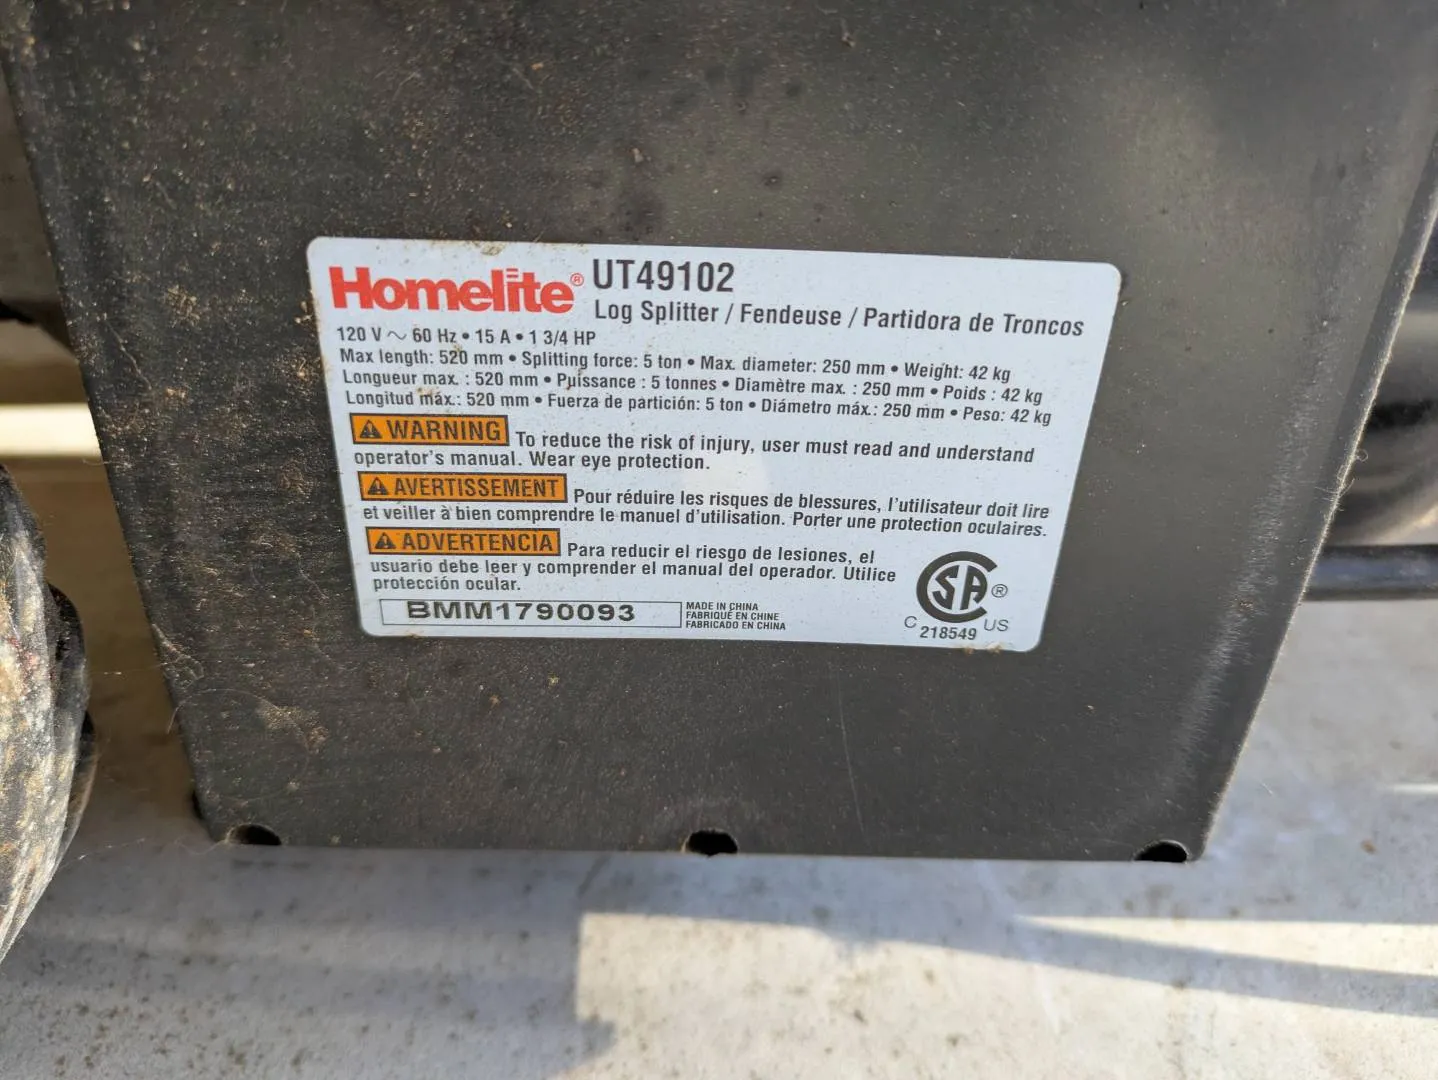 Homelite® UT49102
Log Splitter / Fendeuse / Partidora de Troncos
120 V ~ 60 Hz • 15 A • 1 3/4 HP
Max length: 520 mm • Splitting force: 5 ton • Max. diameter: 250 mm • Weight: 42 kg
Longueur max. : 520 mm • Puissance : 5 tonnes • Diamètre max. : 250 mm • Poids : 42 kg
Longitud máx.: 520 mm • Fuerza de partición: 5 ton • Diámetro máx.: 250 mm • Peso: 42 kg
WARNING To reduce the risk of injury, user must read and understand
operator's manual. Wear eye protection.
AVERTISSEMENT Pour réduire les risques de blessures, l'utilisateur doit lire
et veiller à bien comprendre le manuel d'utilisation. Porter une protection oculaires.
ADVERTENCIA Para reducir el riesgo de lesiones, el
usuario debe leer y comprender el manual del operador. Utilice
protección ocular.
BMM1790093
MADE IN CHINA
FABRIQUÉ EN CHINE
FABRICADO EN CHINA
CSA®
C 218549 US